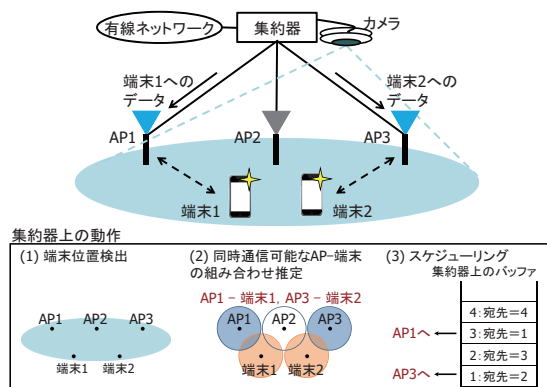 有線ネットワーク
集約器
カメラ
端末1への
データ
端末2への
データ
AP1
AP2
AP3
端末1
端末2
集約器上の動作
(1) 端末位置検出
AP1
AP2
AP3
端末1
端末2
(2) 同時通信可能なAP–端末
の組み合わせ推定
AP1 – 端末1, AP3 – 端末2
AP1
AP2
AP3
端末1
端末2
(3) スケジューリング
集約器上のバッファ
4:宛先=4
AP1へ
3:宛先=1
2:宛先=3
AP3へ
1:宛先=2